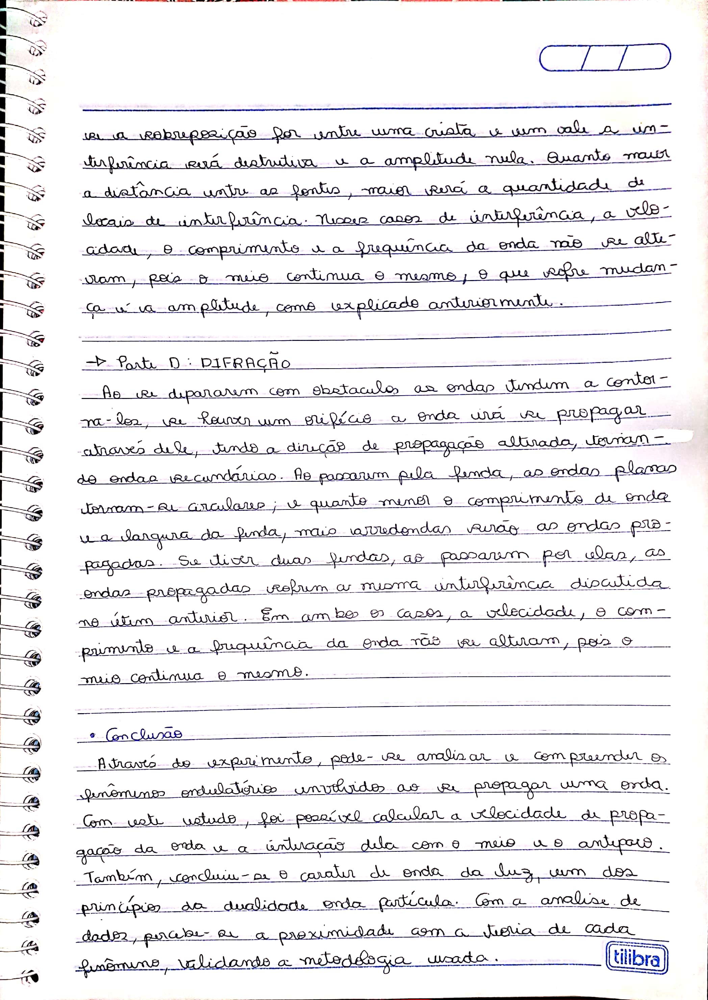 se a sobreposição for entre uma crista e um vale a in-
terferência será destrutiva e a amplitude nula. Quanto maior
a distância entre as fontes, maior será a quantidade de
locais de interferência. Nesses casos de interferência, a velo-
cidade, o comprimento e a frequência da onda não se alte-
ram, pois o meio continua o mesmo, o que sofre mudan-
ça é a amplitude, como explicado anteriormente.
→ Parte D: DIFRAÇÃO
Ao se depararem com obstaculos as ondas tendem a contor-
na-los, se houver um orifício a onda irá se propagar
através dele, tendo a direção de propagação alterada, tornan-
do ondas secundárias. Ao passarem pela fenda, as ondas planas
tornam-se circulares; e quanto menor o comprimento de onda
e a largura da fenda, mais arredondas serão as ondas pro-
pagadas. Se tiver duas fendas, ao passarem por elas, as
ondas propagadas sofrem a mesma interferência discutida
no ítem anterior. Em ambos os casos, a velocidade, o com-
primento e a frequência da onda não se alteram, pois o
meio continua o mesmo.
• Conclusão
Através do experimento, pode-se analisar e compreender os
fenômenos ondulatórios envolvidos ao se propagar uma onda.
Com este estudo, foi possível calcular a velocidade de propa-
gação da onda e a interação dela com o meio e o anteparo.
Também, concluiu-se o carater de onda da luz, um dos
princípios da dualidade onda partícula. Com a analise de
dados, percebe-se a proximidade com a teoria de cada
fenômeno, validando a metodologia usada.
tilibra